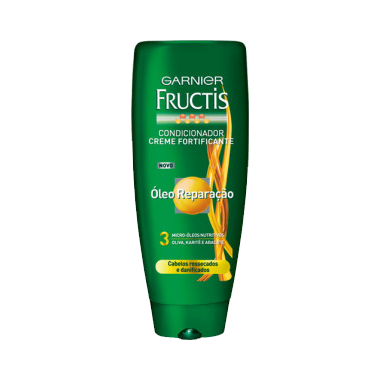 GARNIER
FRUCTIS
CONDICIONADOR
CREME FORTIFICANTE
NOVO
Óleo Reparação
3 MICRO-ÓLEOS NUTRITIVOS
OLIVA, KARITÉ E ABACATE
Cabelos ressecados
e danificados